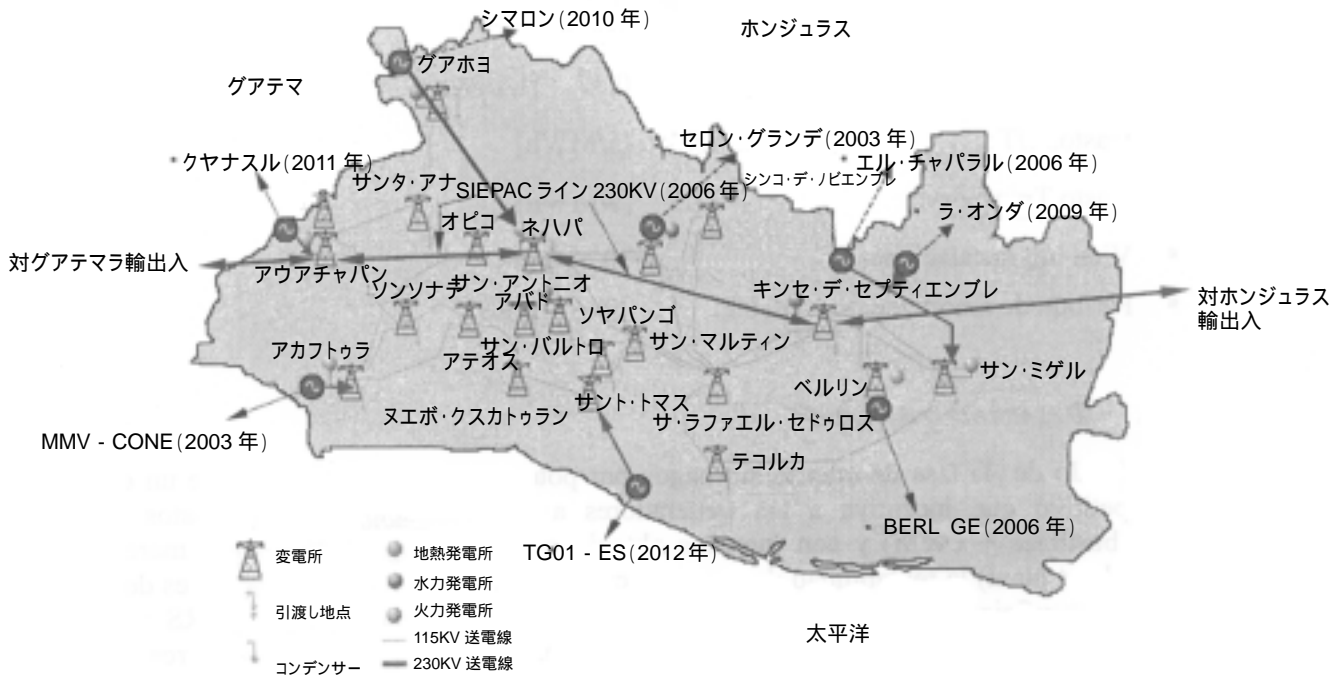 シマロン(2010 年)
ホンジュラス
グアホヨ
グアテマ
セロン・グランデ(2003 年)
クヤナスル(2011 年)
エル・チャパラル(2006 年)
シンコ・デ・ノビエンブレ
サンタ・アナ
SIEPAC ライン 230KV(2006 年)
オピコ
ネハパ
ラ・オンダ(2009 年)
対グアテマラ輸出入
アウアチャパン
サン・アントニオ
アバド
ソンソナテ
キンセ・デ・セプティエンブレ
対ホンジュラス
輸出入
ソヤパンゴ
サン・マルティン
アカフトゥラ
アテオス
サン・バルトロ
サン・ミゲル
ベルリン
ヌエボ・クスカトゥラン
サント・トマス
サ・ラファエル・セドゥロス
MMV - CONE(2003 年)
テコルカ
TG01 - ES(2012年)
BERL GE(2006 年)
変電所
引渡し地点
コンデンサー
地熱発電所
水力発電所
火力発電所
115KV 送電線
230KV 送電線
太平洋